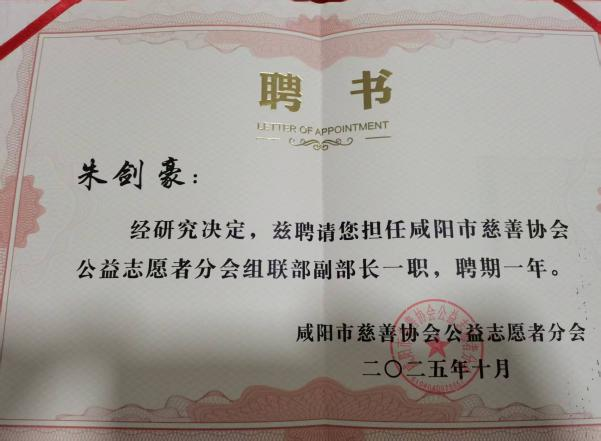 聘书
LETTER OF APPOINTMENT
朱剑豪：
经研究决定，兹聘请您担任咸阳市慈善协会
公益志愿者分会组联部副部长一职，聘期一年。
咸阳市慈善协会公益志愿者分会
二〇二五年十月